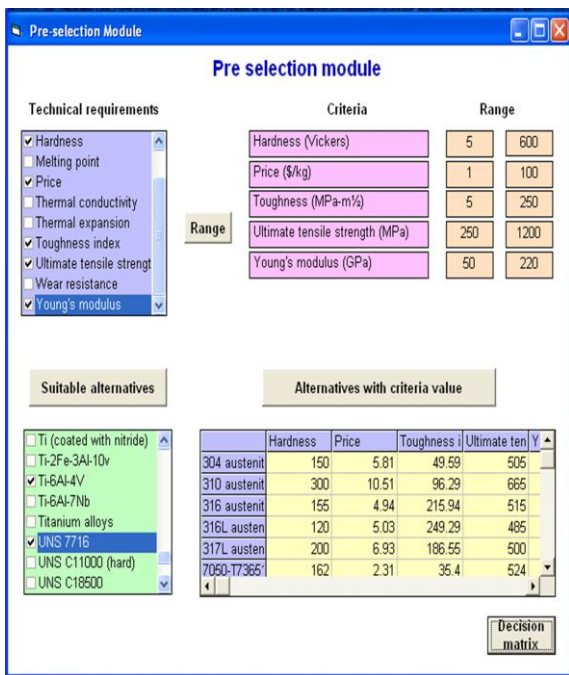 Pre-selection Module
Pre selection module
Technical requirements
Criteria
Range
Hardness
Melting point
Price
Thermal conductivity
Thermal expansion
Toughness index
Ultimate tensile strengt
Wear resistance
Young's modulus
Range
Hardness (Vickers) 5 600
Price ($/kg) 1 100
Toughness (MPa-m½) 5 250
Ultimate tensile strength (MPa) 250 1200
Young's modulus (GPa) 50 220
Suitable alternatives
Alternatives with criteria value
Ti (coated with nitride)
Ti-2Fe-3Al-10v
Ti-6Al-4V
Ti-6Al-7Nb
Titanium alloys
UNS 7716
UNS C11000 (hard)
UNS C18500
Hardness Price Toughness i Ultimate ten Y
304 austenit 150 5.81 49.59 505
310 austenit 300 10.51 96.29 665
316 austenit 155 4.94 215.94 515
316L austen 120 5.03 249.29 485
317L austen 200 6.93 186.55 500
7050-T7365 162 2.31 35.4 524
Decision
matrix